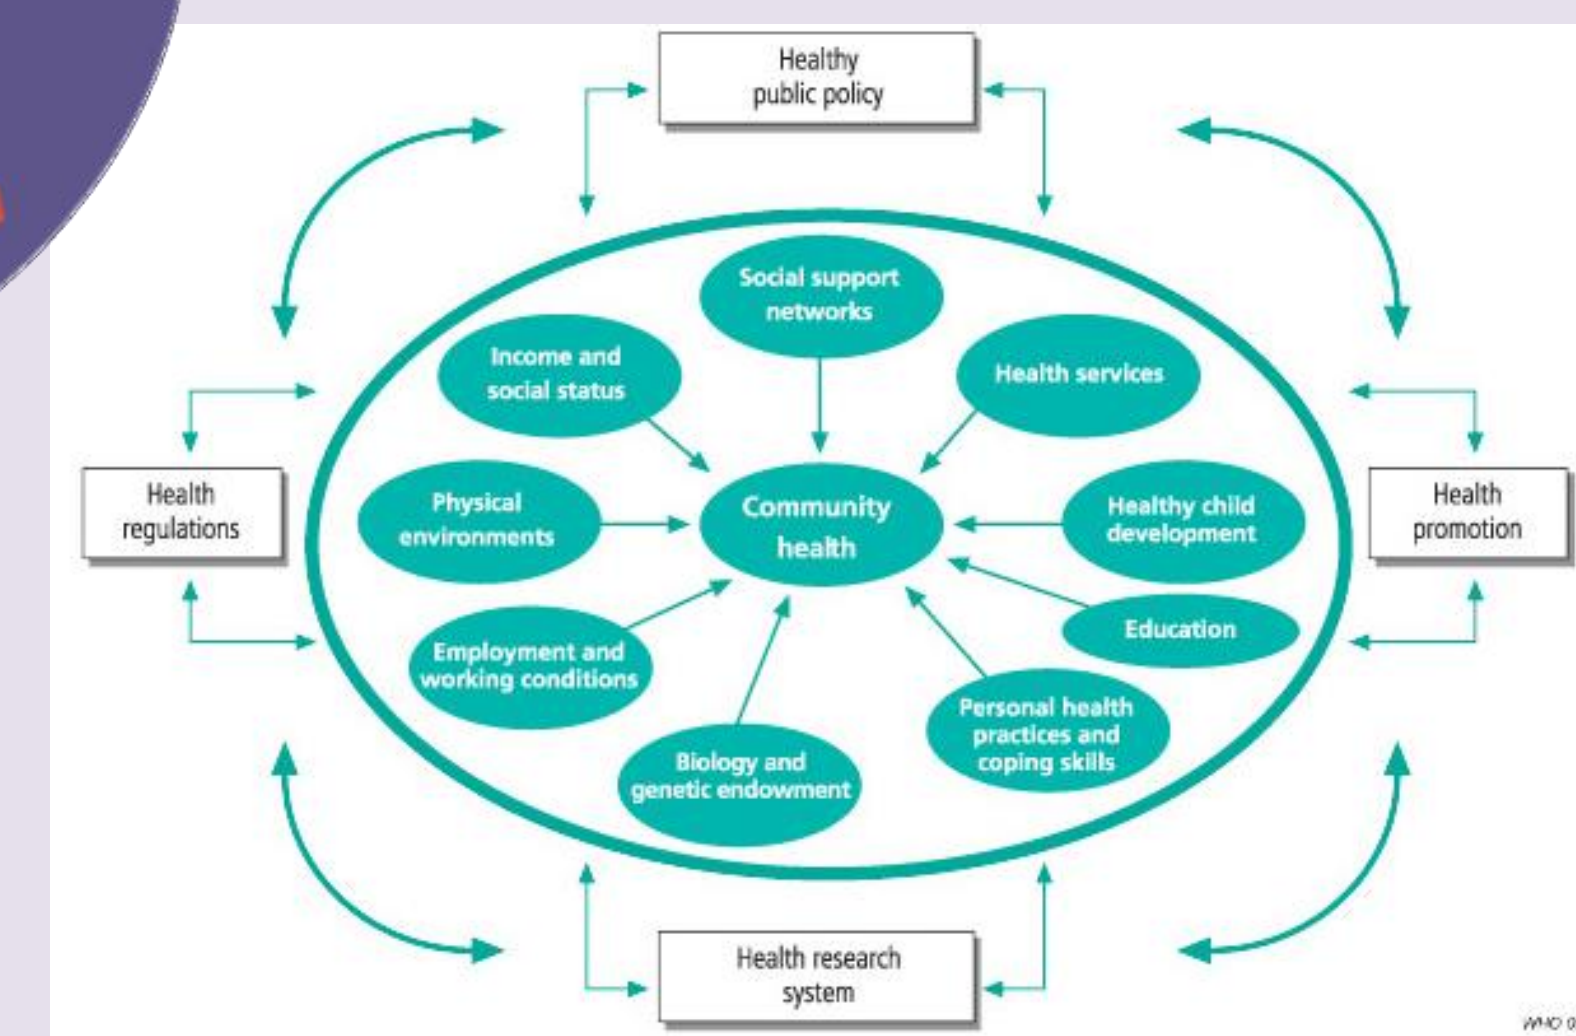 Healthy
public policy
Social support
networks
Income and
social status
Health services
Health
regulations
Physical
environments
Community
health
Healthy child
development
Health
promotion
Employment and
working conditions
Education
Biology and
genetic endowment
Personal health
practices and
coping skills
Health research
system
WHO